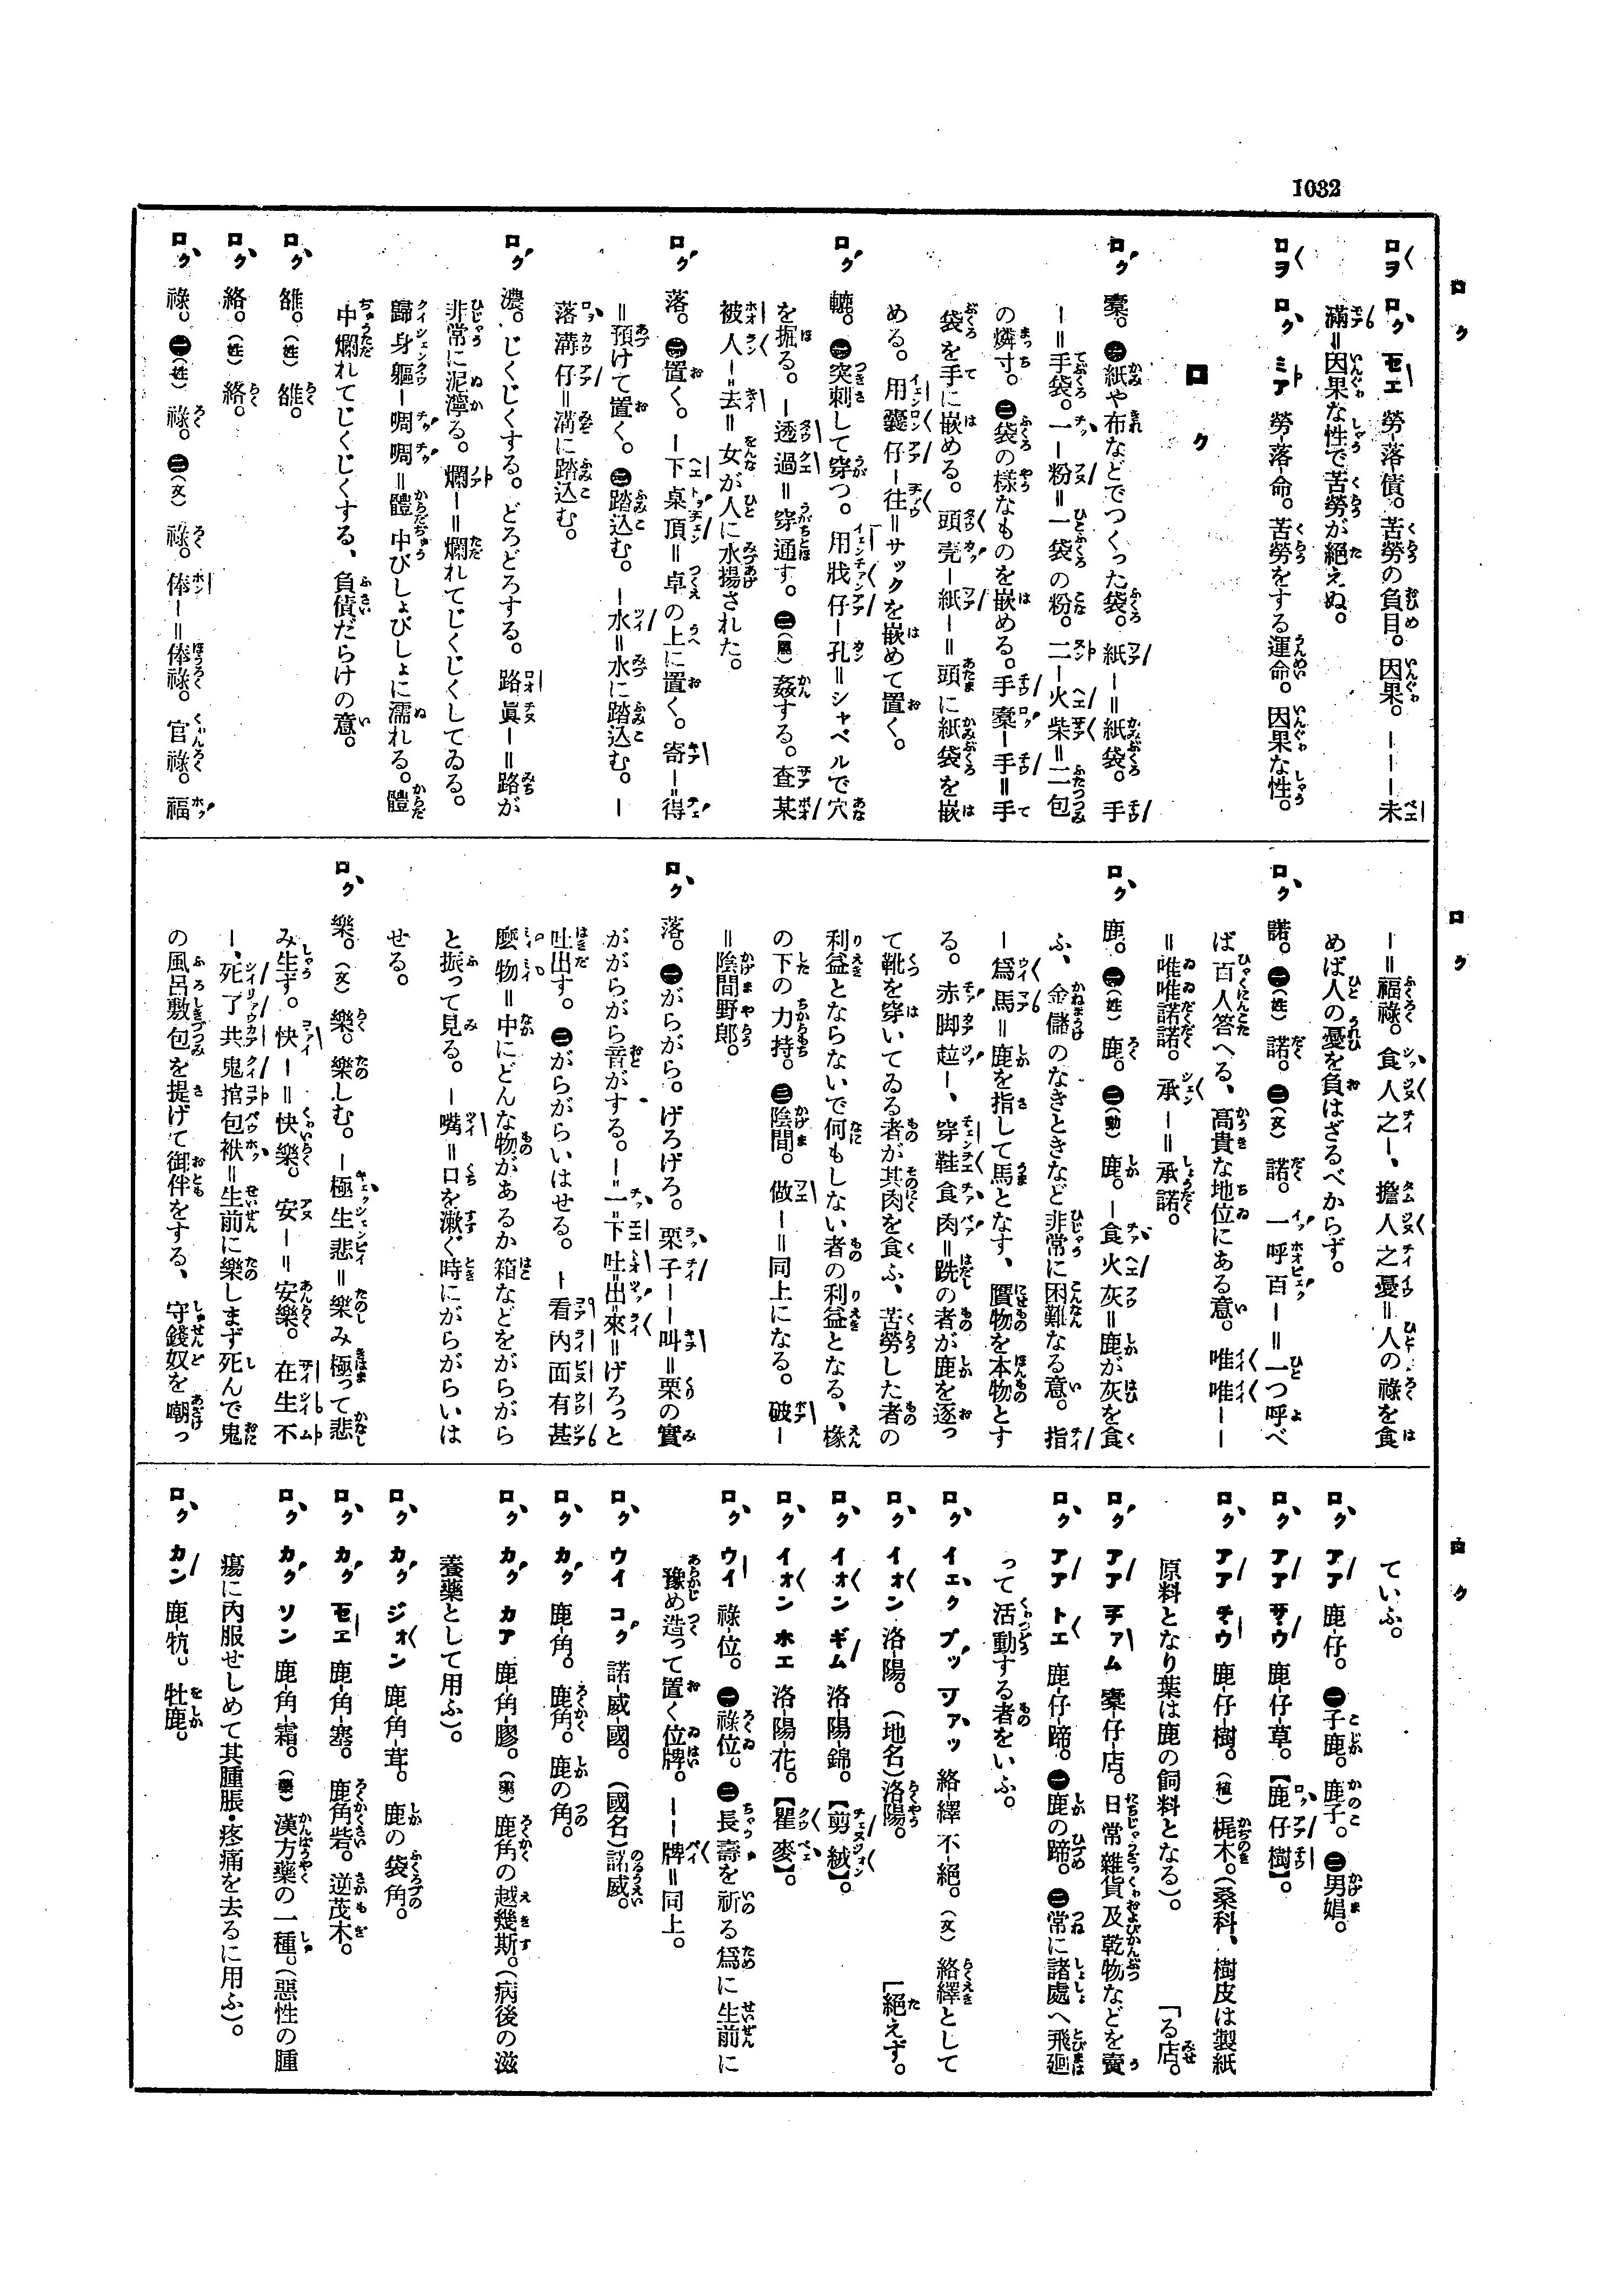 1032
ロク
ロヲ ロク セエ 勞-落-債。苦勞の負目。因果。ーーー未
滿=因果な性で苦勞が絕えぬ。
ロヲ ロク ミア 勞-落-命。苦勞をする運命。因果な性。
ロク
ロク 橐。㊀紙や布などでつくった袋。紙ー=紙袋。手
ー=手袋。一ー粉=一袋の粉。二ー火柴=二包
の燐寸。㊁袋の樣なものを嵌める。手橐ー手=手
袋を手に嵌める。頭殼ー紙ー=頭に紙袋を嵌
める。用囊仔ー往=サックを嵌めて置く。
ロク ㊀突刺して穿つ。用戕仔ー孔=シャベルで穴
を掘る。ー透過=穿通す。㊁(罵)姦する。査某
被人ー去=女が人に水揚された。
ロク 落。㊀置く。ー下桌頂=卓の上に置く。寄ー得
=預けて置く。㊁踏込む。ー水=水に踏込む。ー
落溝仔=溝に踏込む。
ロク 濃。じくじくする。どろどろする。路眞ー=路が
非常に泥濘る。爛ー=爛れてじくじくしてゐる。
歸身軀ー啁啁=體中びしょびしょに濡れる。體
中爛れてじくじくする、負債だらけの意。
ロク 雒。(姓)雒。
ロク 絡。(姓)絡。
ロク 祿。㊀(姓)祿。㊁(文)祿。俸ー=俸祿。官祿。福
ロク
ー=福祿。食人之ー、擔人之憂=人の祿を食
めば人の憂を負はざるべからず。
ロク 諾。㊀(姓)諾。㊁(文)諾。一呼百ー=一つ呼べ
ば百人答へる、高貴な地位にある意。唯唯ーー
=唯唯諾諾。承ー=承諾。
ロク 鹿。㊀(姓)鹿。㊁(動)鹿。ー食火灰=鹿が灰を食
ふ、金儲のなきときなど非常に困難なる意。指
ー爲馬=鹿を指して馬となす、贋物を本物とす
る。赤脚趁ー、穿鞋食肉=跣の者が鹿を逐っ
て靴を穿いてゐる者が其肉を食ふ、苦勞した者の
利益とならないで何もしない者の利益となる、椽
の下の力持。㊂陰間。做ー=同上になる。破ー
=陰間野郎。
ロク 落。㊀がらがら。げろげろ。栗子ーー叫=栗の實
ががらがら音がする。ー一下吐出來=げろっと
吐出す。㊁がらがらいはせる。ー看內面有甚
麼物=中にどんな物があるか箱などをがらがら
と振って見る。ー嘴=口を漱ぐ時にがらがらいは
せる。
ロク 樂。(文)樂。樂しむ。ー極生悲=樂み極って悲
み生ず。快ー=快樂。安ー=安樂。在生不
ー、死了共鬼捾包袱=生前に樂しまず死んで鬼
の風呂敷包を提げて御伴をする、守錢奴を嘲っ
ロク
ていふ。
ロク アア 鹿-仔。㊀子鹿。鹿子。㊁男娼。
ロク アア サウ 鹿-仔-草。【鹿仔樹】。
ロク アア チウ 鹿-仔-樹。(植)梶木。(桑科、樹皮は製紙
原料となり葉は鹿の飼料となる)。
ロク アア チァム 橐-仔-店。日常雜貨及乾物などを賣
「る店。
ロク アア トエ 鹿-仔-蹄。㊀鹿の蹄。㊁常に諸處へ飛廻
って活動する者をいふ。
ロク イェク プッ ツァッ 絡-繹-不-絕。(文)絡繹として
「絕えず。
ロク イォン 洛-陽。(地名)洛陽。
ロク イォン ギム 洛-陽-錦。【剪絨】。
ロク イォン ホエ 洛-陽-花。【瞿麥】。
ロク ウイ 祿-位。㊀祿位。㊁長壽を祈る爲に生前に
豫め造って置く位牌。ーー牌=同上。
ロク ウイ コク 諾-威-國。(國名)諾威。
ロク カク 鹿-角。鹿角。鹿の角。
ロク カク カア 鹿-角-膠。(藥)鹿角の越幾斯。(病後の滋
養藥として用ふ)。
ロク カク ジォン 鹿-角-茸。鹿の袋角。
ロク カク セエ 鹿-角-塞。鹿角砦。逆茂木。
ロク カク ソン 鹿-角-霜。(藥)漢方藥の一種。(惡性の腫
瘍に內服せしめて其腫脹・疼痛を去るに用ふ)。
ロク カン 鹿-犅。牡鹿。